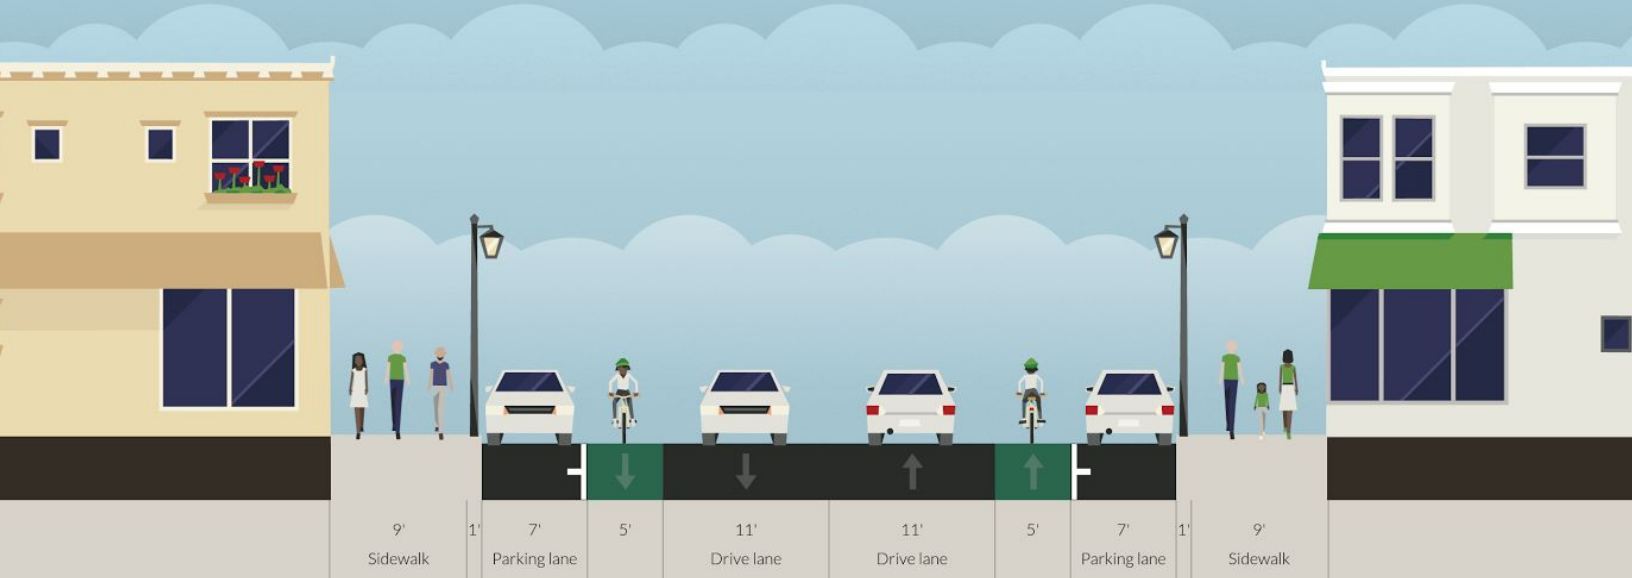 9' 1' 7' 5' 11' 11' 5' 7' 1' 9'
Sidewalk Parking lane Drive lane Drive lane Parking lane Sidewalk